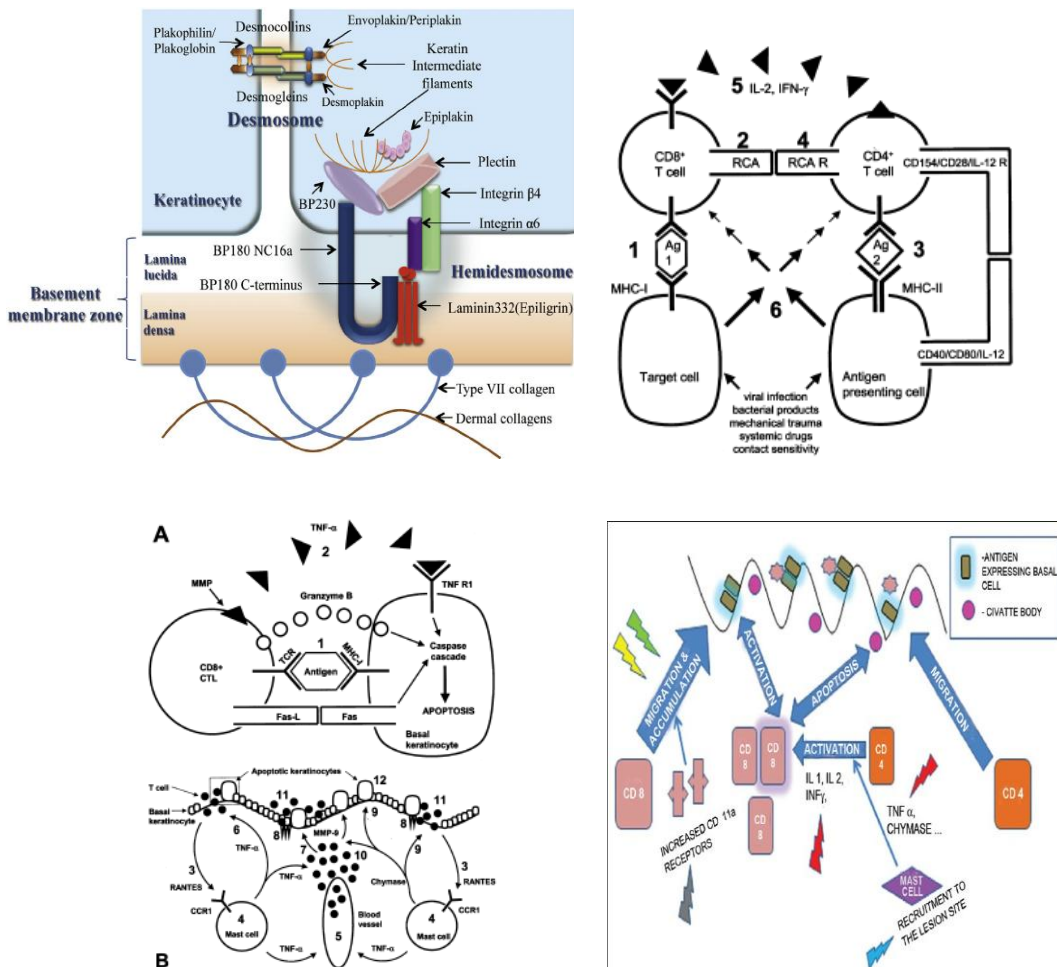 Desmocollins
Envoplakin/Periplakin
Plakophilin/
Plakoglobin
Keratin
Intermediate
filaments
Desmogleins
Desmoplakin
Desmosome
Epiplakin
Plectin
BP230
Integrin β4
Keratinocyte
Integrin α6
BP180 NC16a
Lamina
lucida
Hemidesmosome
BP180 C-terminus
Basement
membrane zone
Laminin332(Epiligrin)
Lamina
densa
Type VII collagen
Dermal collagens
5 IL-2, IFN-γ
2
4
CD8+
T cell
RCA
RCA R
CD4+
T cell
CD154/CD28/IL-12 R
1
Ag
1
Ag
2
3
MHC-I
MHC-II
6
CD40/CD80/IL-12
Target cell
Antigen
presenting cell
viral infection
bacterial products
mechanical trauma
systemic drugs
contact sensitivity
A
TNF-α
2
MMP
TNF R1
Granzyme B
1
TCR
MHC-I
Caspase
cascade
CD8+
CTL
Antigen
Fas-L
Fas
APOPTOSIS
Basal
keratinocyte
Apoptotic keratinocytes
12
T cell
11
11
Basal
keratinocyte
9
6
8
8
MMP-9
7
9
10
3
TNF-α
3
RANTES
TNF-α
Chymase
RANTES
CCR1
CCR1
4
Mast cell
Blood
vessel
5
4
Mast cell
TNF-α
TNF-α
B
-ANTIGEN
EXPRESSING BASAL
CELL
- CIVATTE BODY
MIGRATION &
ACCUMULATION
ACTIVATION
APOPTOSIS
MIGRATION
CD 8
CD
8
CD
8
ACTIVATION
CD
4
CD 4
IL 1, IL 2,
INFγ,
CD
8
TNF α,
CHYMASE ...
INCREASED CD 11a
RECEPTORS
MAST
CELL
RECRUITMENT TO
THE LESION SITE